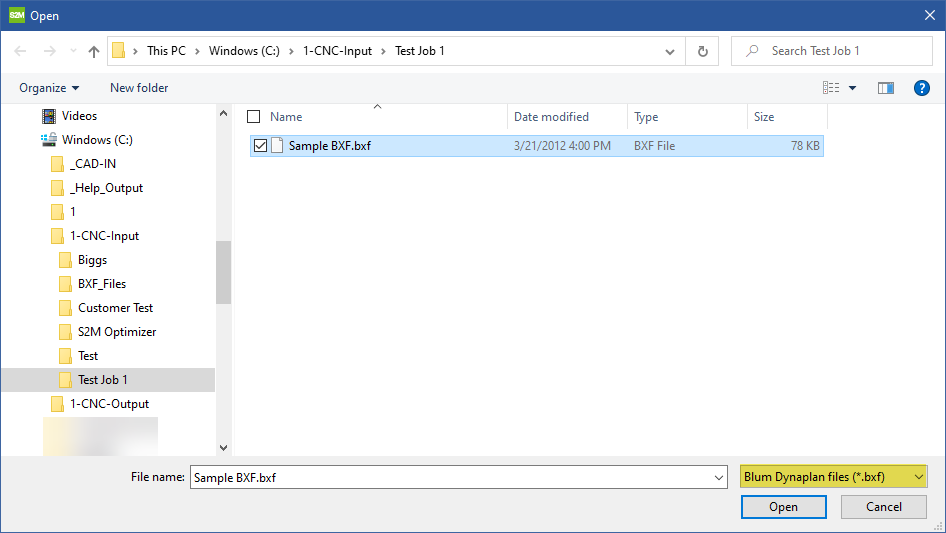 S2M Open
This PC > Windows (C:) > 1-CNC-Input > Test Job 1
Search Test Job 1
Organize New folder
?
Videos
Windows (C:)
_CAD-IN
_Help_Output
1
1-CNC-Input
Biggs
BXF_Files
Customer Test
S2M Optimizer
Test
Test Job 1
1-CNC-Output
Name Date modified Type Size
Sample BXF.bxf 3/21/2012 4:00 PM BXF File 78 KB
File name: Sample BXF.bxf Blum Dynaplan files (*.bxf)
Open Cancel